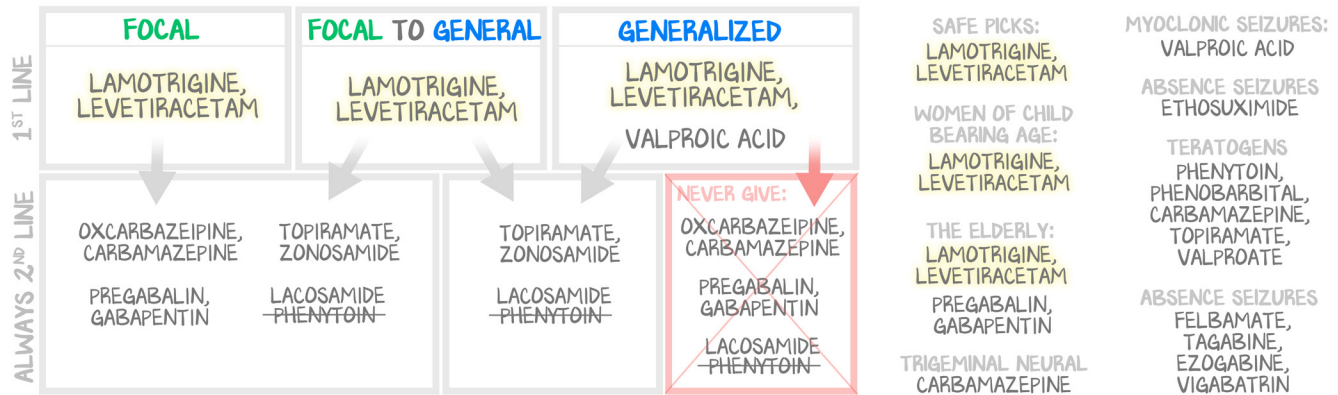 FOCAL
FOCAL TO GENERAL
GENERALIZED
1ST LINE
LAMOTRIGINE,
LEVETIRACETAM
LAMOTRIGINE,
LEVETIRACETAM
LAMOTRIGINE,
LEVETIRACETAM,
VALPROIC ACID
ALWAYS 2ND LINE
OXCARBAZEIPINE,
CARBAMAZEPINE
PREGABALIN,
GABAPENTIN
TOPIRAMATE,
ZONOSAMIDE
LACOSAMIDE
PHENYTOIN
TOPIRAMATE,
ZONOSAMIDE
LACOSAMIDE
PHENYTOIN
NEVER GIVE:
OXCARBAZEIPINE,
CARBAMAZEPINE
PREGABALIN,
GABAPENTIN
LACOSAMIDE
PHENYTOIN
SAFE PICKS:
LAMOTRIGINE,
LEVETIRACETAM
WOMEN OF CHILD
BEARING AGE:
LAMOTRIGINE,
LEVETIRACETAM
THE ELDERLY:
LAMOTRIGINE,
LEVETIRACETAM
PREGABALIN,
GABAPENTIN
TRIGEMINAL NEURAL
CARBAMAZEPINE
MYOCLONIC SEIZURES:
VALPROIC ACID
ABSENCE SEIZURES
ETHOSUXIMIDE
TERATOGENS
PHENYTOIN,
PHENOBARBITAL,
CARBAMAZEPINE,
TOPIRAMATE,
VALPROATE
ABSENCE SEIZURES
FELBAMATE,
TAGABINE,
EZOGABINE,
VIGABATRIN